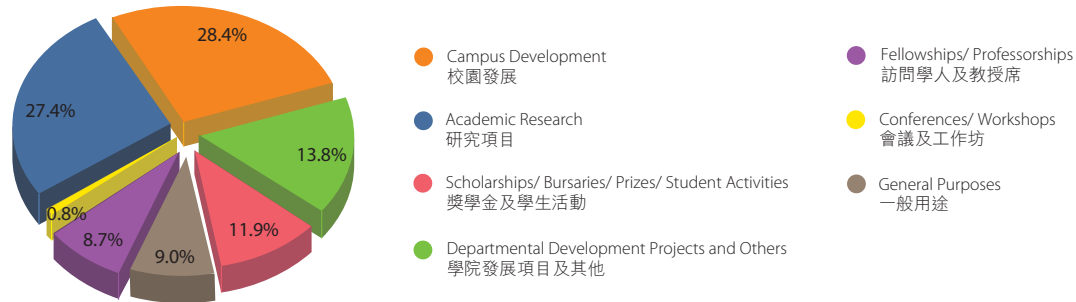 28.4%
27.4%
13.8%
0.8%
11.9%
8.7%
9.0%
Campus Development
校園發展
Academic Research
研究項目
Scholarships/ Bursaries/ Prizes/ Student Activities
獎學金及學生活動
Departmental Development Projects and Others
學院發展項目及其他
Fellowships/ Professorships
訪問學人及教授席
Conferences/ Workshops
會議及工作坊
General Purposes
一般用途